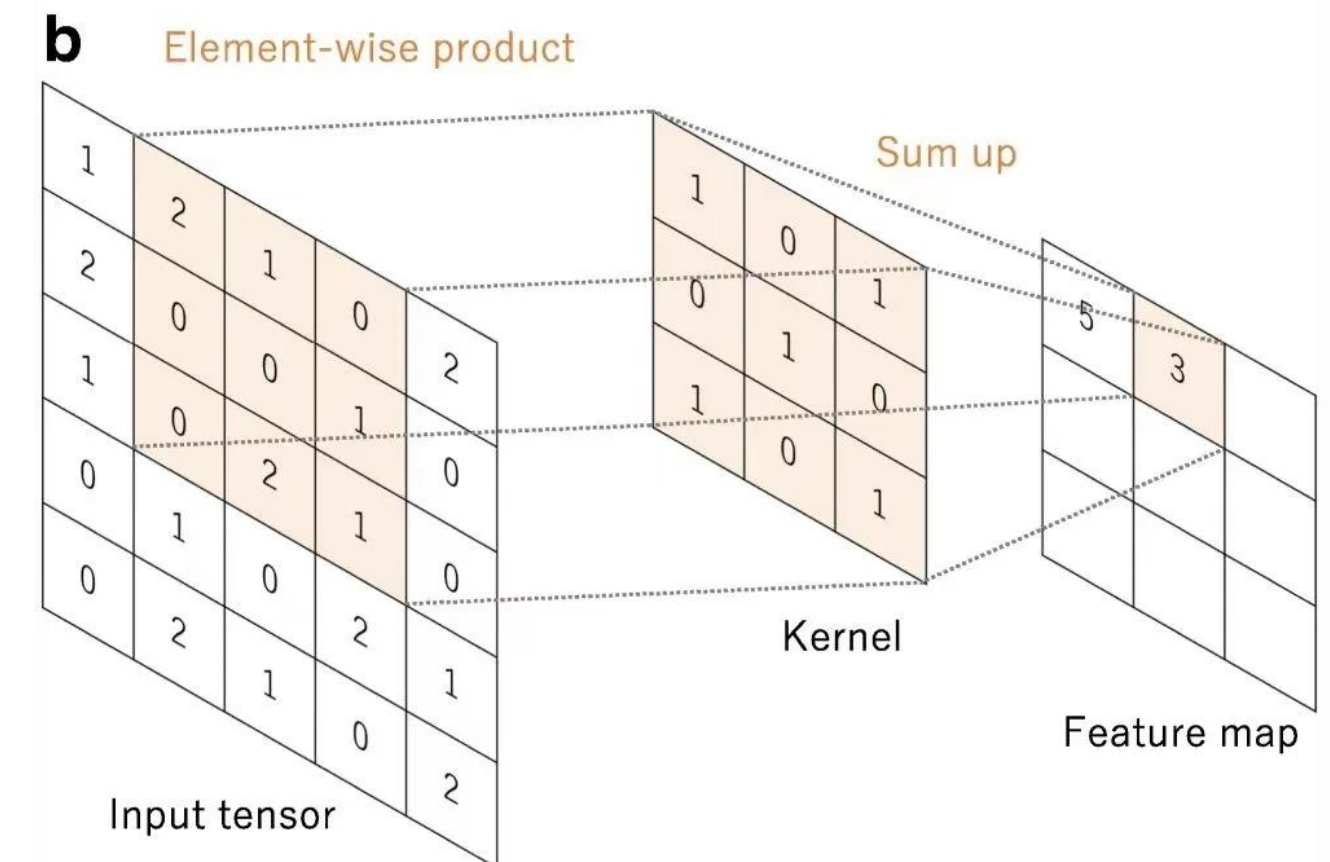 b
Element-wise product
Sum up
1 2 1 0 2
2 0 0 1 0
1 0 2 1 0
0 1 0 2 1
0 2 1 0 2
Input tensor
1 0 1
0 1 0
1 0 1
Kernel
5 3
Feature map